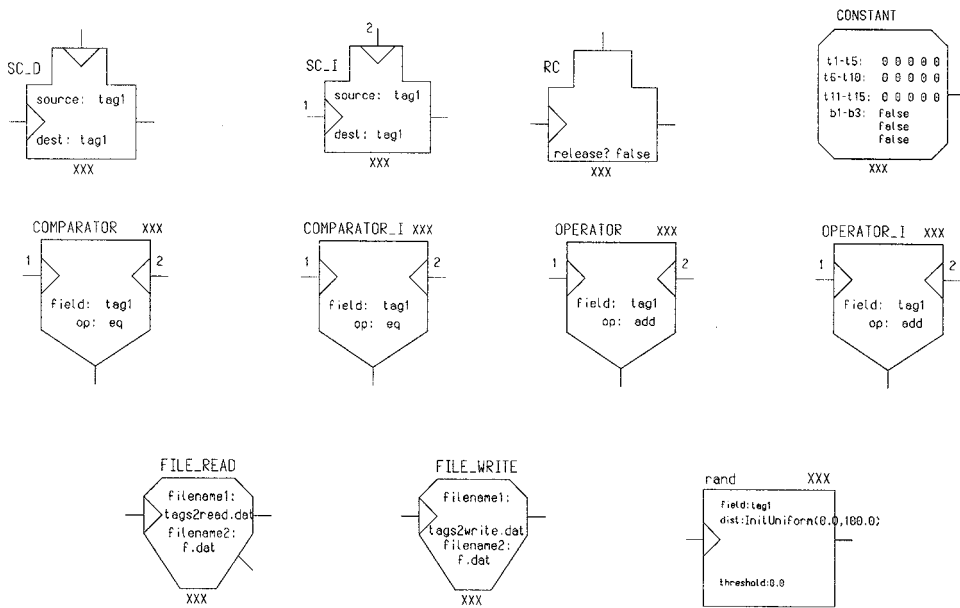 CONSTANT
SC_D
2
SC_I
RC
t1-t5: 0 0 0 0 0
t6-t10: 0 0 0 0 0
t11-t15: 0 0 0 0 0
b1-b3: false
false
false
source: tag1
dest: tag1
XXX
1
source: tag1
dest: tag1
XXX
release? false
XXX
XXX
COMPARATOR XXX
1 2
field: tag1
op: eq
COMPARATOR_I XXX
1 2
field: tag1
op: eq
OPERATOR XXX
1 2
field: tag1
op: add
OPERATOR_I XXX
1 2
field: tag1
op: add
FILE_READ
filename1:
tags2read.dat
filename2:
f.dat
XXX
FILE_WRITE
filename1:
tags2write.dat
filename2:
f.dat
XXX
rand XXX
field:tag1
dist:InitUniform(0.0,100.0)
threshold:0.0